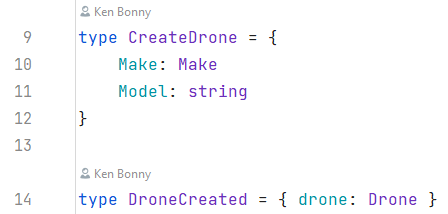 Ken Bonny
9 type CreateDrone = {
10 Make: Make
11 Model: string
12 }
13
Ken Bonny
14 type DroneCreated = { drone: Drone }